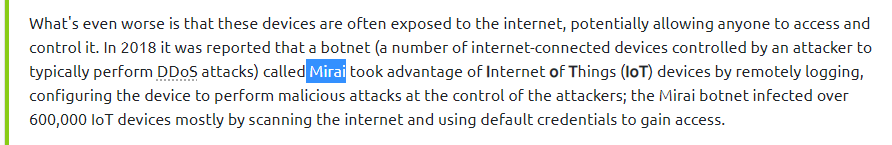 What's even worse is that these devices are often exposed to the internet, potentially allowing anyone to access and
control it. In 2018 it was reported that a botnet (a number of internet-connected devices controlled by an attacker to
typically perform DDoS attacks) called Mirai took advantage of Internet of Things (IoT) devices by remotely logging,
configuring the device to perform malicious attacks at the control of the attackers; the Mirai botnet infected over
600,000 IoT devices mostly by scanning the internet and using default credentials to gain access.